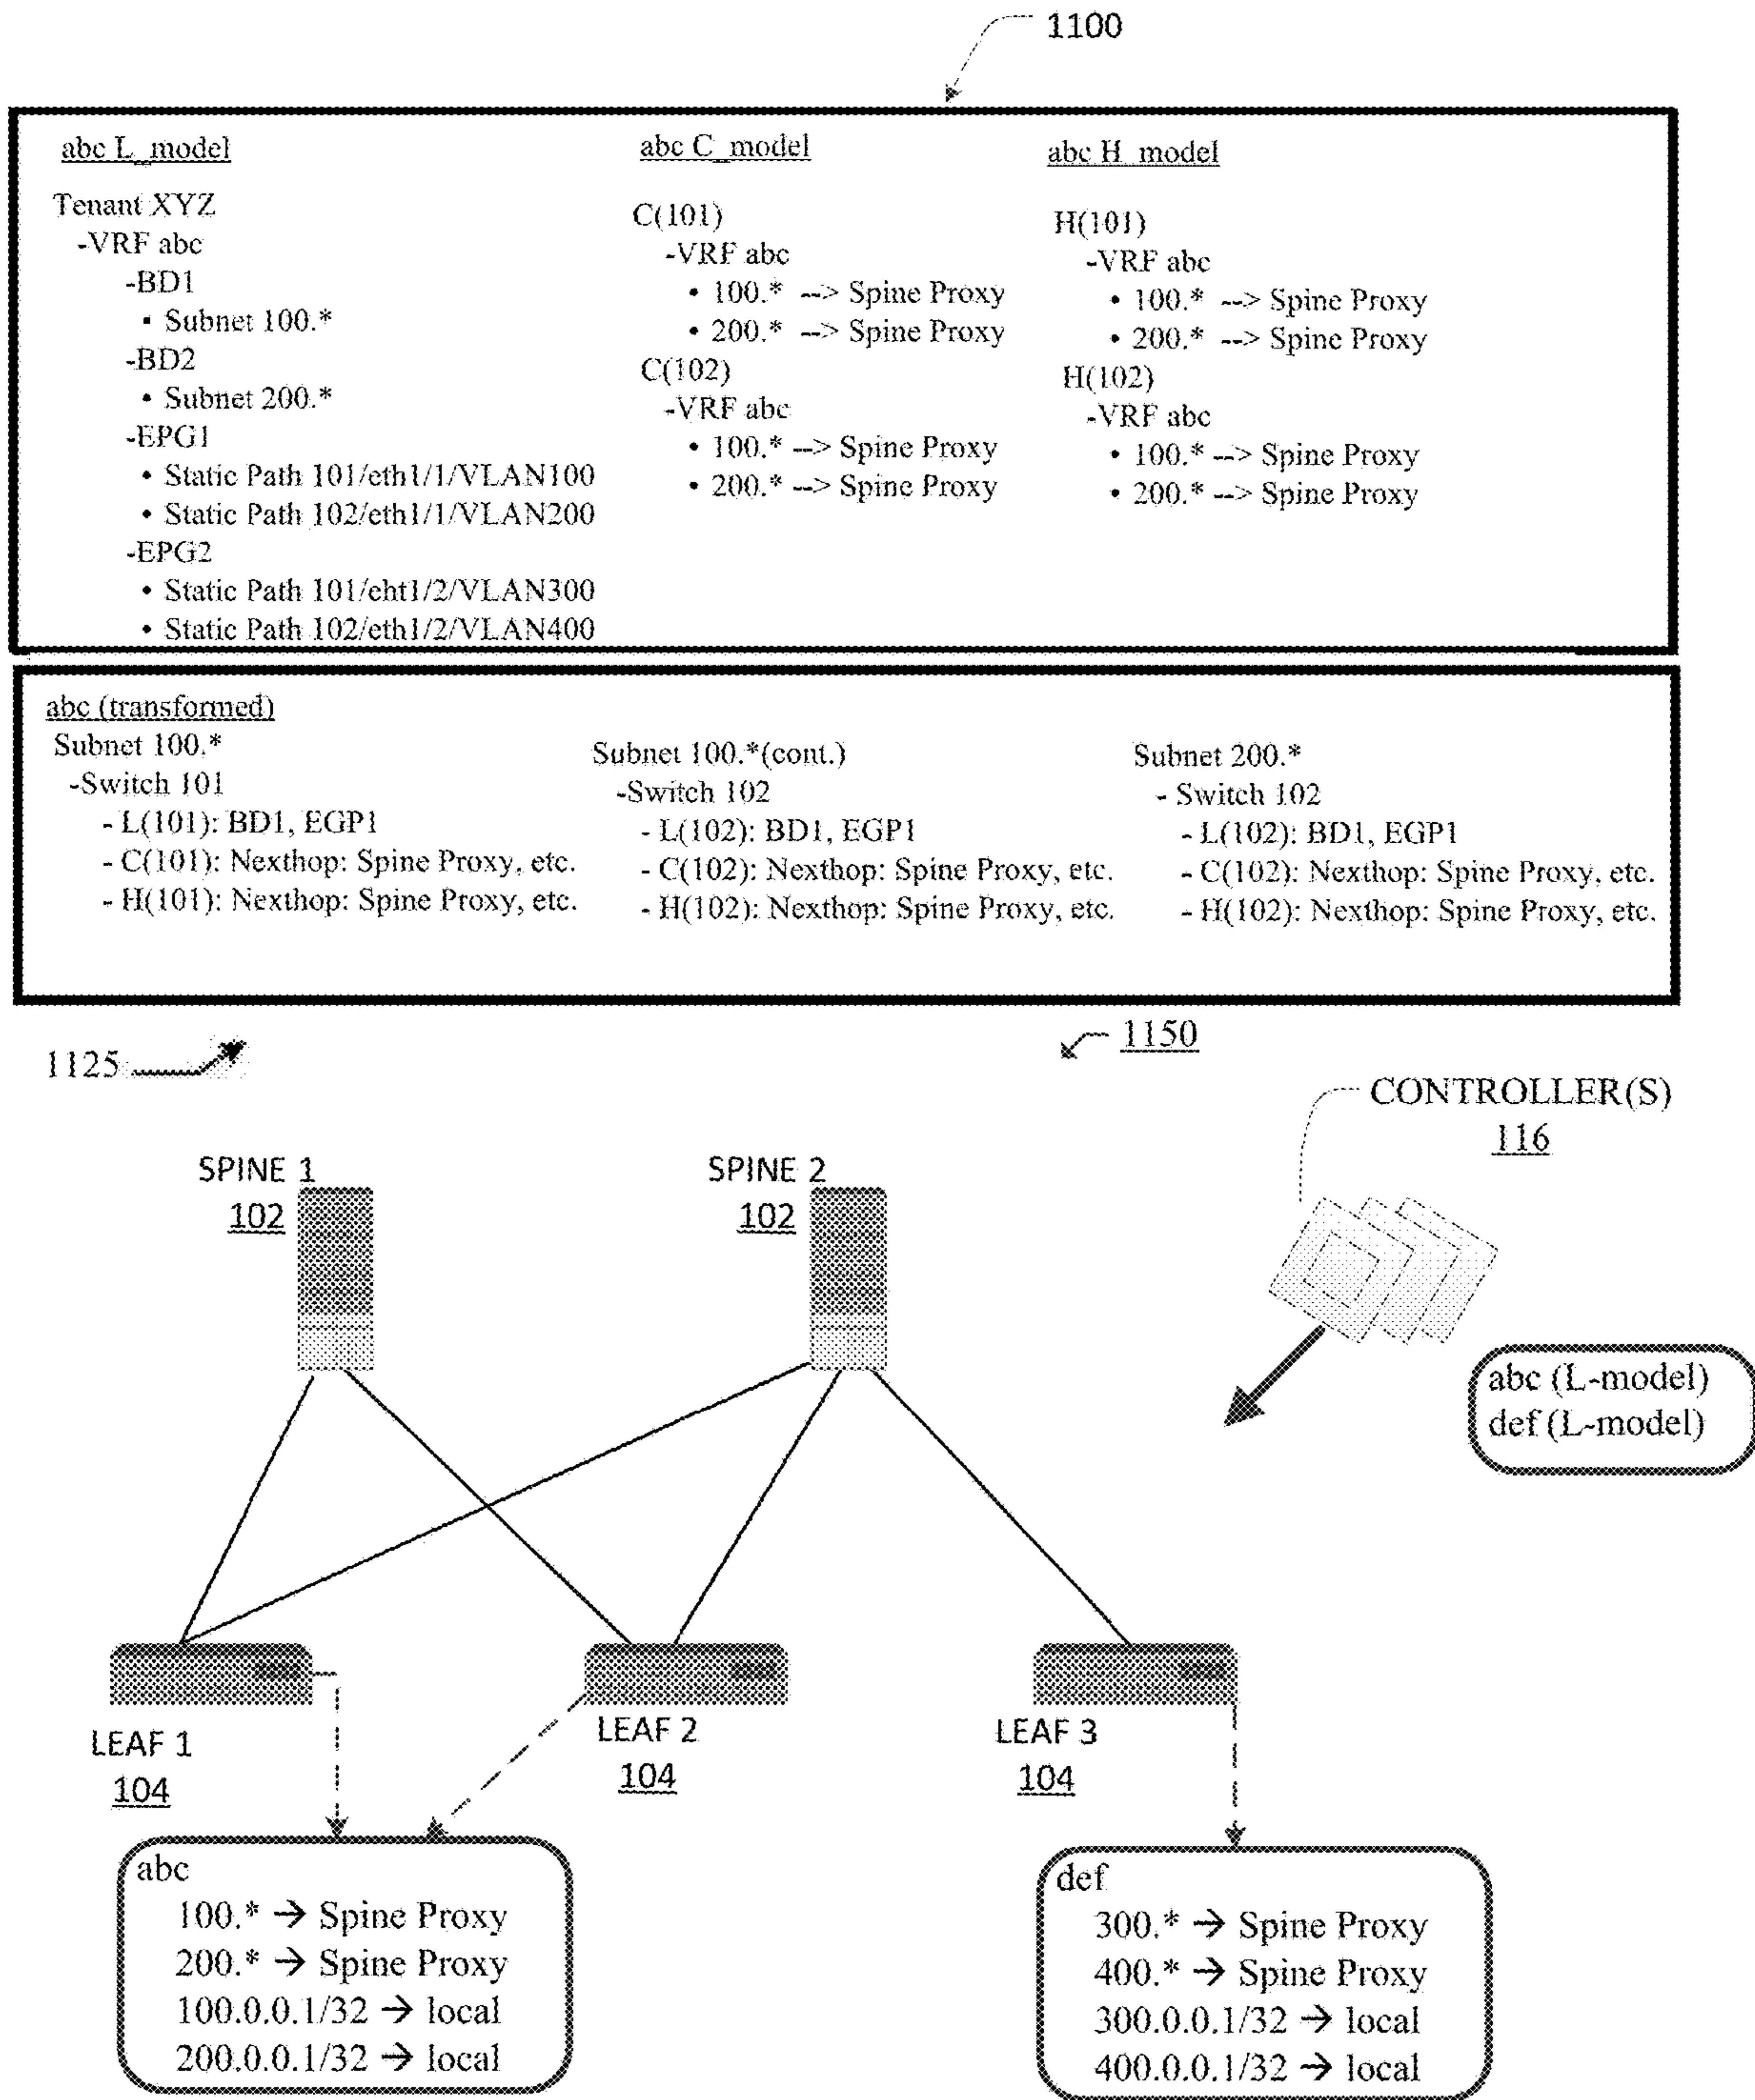 1100
abc L_model
Tenant XYZ
-VRF abc
-BD1
▪ Subnet 100.*
-BD2
• Subnet 200.*
-EPG1
• Static Path 101/eth1/1/VLAN100
• Static Path 102/eth1/1/VLAN200
-EPG2
• Static Path 101/eht1/2/VLAN300
• Static Path 102/eth1/2/VLAN400
abc C_model
C(101)
-VRF abc
• 100.* --> Spine Proxy
• 200.* --> Spine Proxy
C(102)
-VRF abc
• 100.* --> Spine Proxy
• 200.* --> Spine Proxy
abc H_model
H(101)
-VRF abc
• 100.* --> Spine Proxy
• 200.* --> Spine Proxy
H(102)
-VRF abc
• 100.* --> Spine Proxy
• 200.* --> Spine Proxy
abc (transformed)
Subnet 100.*
-Switch 101
- L(101): BD1, EGP1
- C(101): Nexthop: Spine Proxy, etc.
- H(101): Nexthop: Spine Proxy, etc.
Subnet 100.*(cont.)
-Switch 102
- L(102): BD1, EGP1
- C(102): Nexthop: Spine Proxy, etc.
- H(102): Nexthop: Spine Proxy, etc.
Subnet 200.*
- Switch 102
- L(102): BD1, EGP1
- C(102): Nexthop: Spine Proxy, etc.
- H(102): Nexthop: Spine Proxy, etc.
1125
1150
CONTROLLER(S)
116
SPINE 1
102
SPINE 2
102
abc (L-model)
def (L-model)
LEAF 1
104
LEAF 2
104
LEAF 3
104
abc
100.* → Spine Proxy
200.* → Spine Proxy
100.0.0.1/32 → local
200.0.0.1/32 → local
def
300.* → Spine Proxy
400.* → Spine Proxy
300.0.0.1/32 → local
400.0.0.1/32 → local